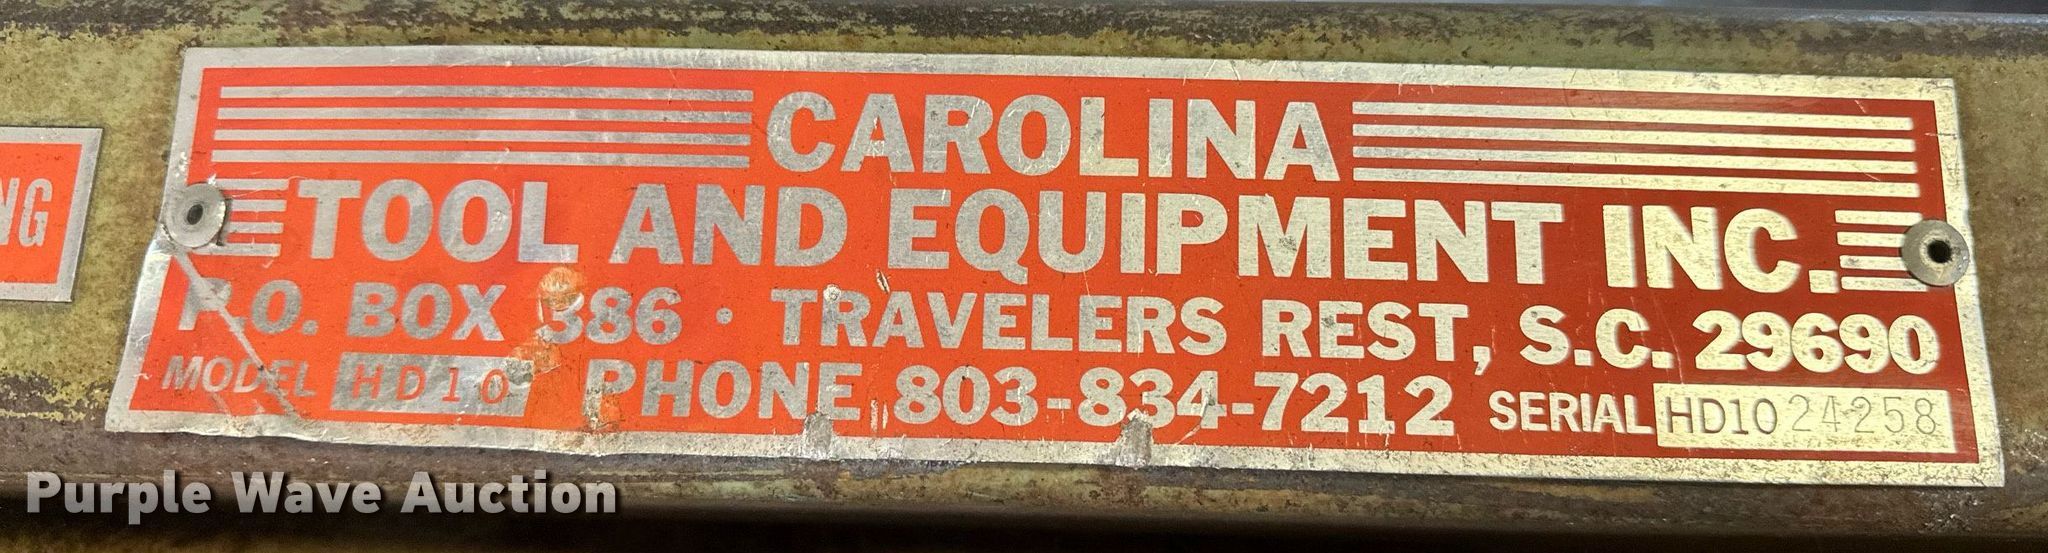 CAROLINA
TOOL AND EQUIPMENT INC.
P.O. BOX 386 · TRAVELERS REST, S.C. 29690
MODEL HD10 PHONE 803-834-7212 SERIAL HD10 24258
NG
Purple Wave Auction